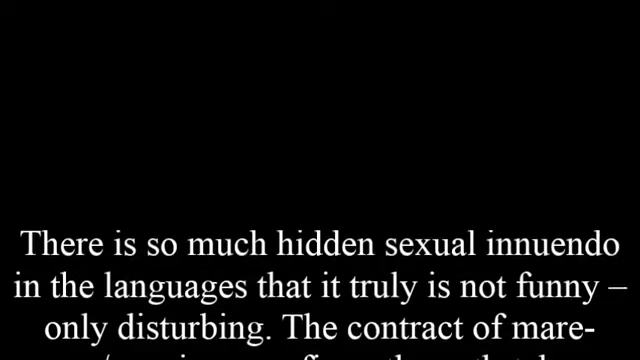 There is so much hidden sexual innuendo
in the languages that it truly is not funny –
only disturbing. The contract of mare-